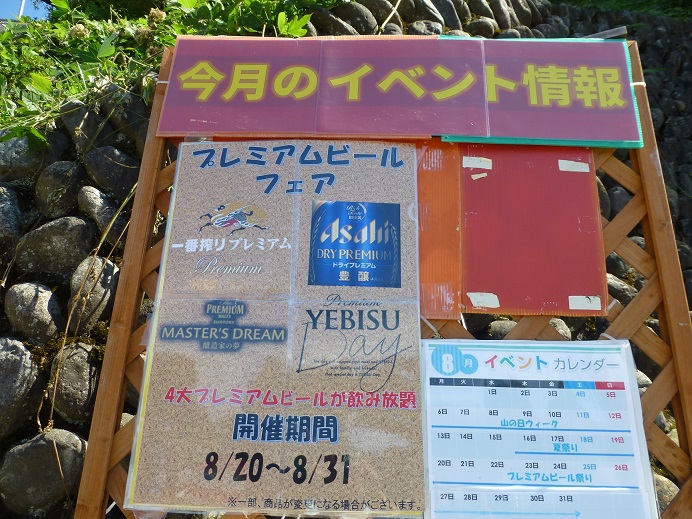 今月のイベント情報
プレミアムビール
フェア
一番搾りプレミアム
Premium
Asahi
DRY PREMIUM
ドライプレミアム
豊醸
PREMIUM
MALT'S
MASTER'S DREAM
醸造家の夢
Premium
YEBISU
Day
4大プレミアムビールが飲み放題
開催期間
8/20～8/31
※一部、商品が変更になる場合がございます。
8月 イベント カレンダー
月 火 水 木 金 土 日
1日 2日 3日 4日 5日
6日 7日 8日 9日 10日 11日 12日
山の日ウィーク
13日 14日 15日 16日 17日 18日 19日
夏祭り
20日 21日 22日 23日 24日 25日 26日
プレミアムビール祭り
27日 28日 29日 30日 31日